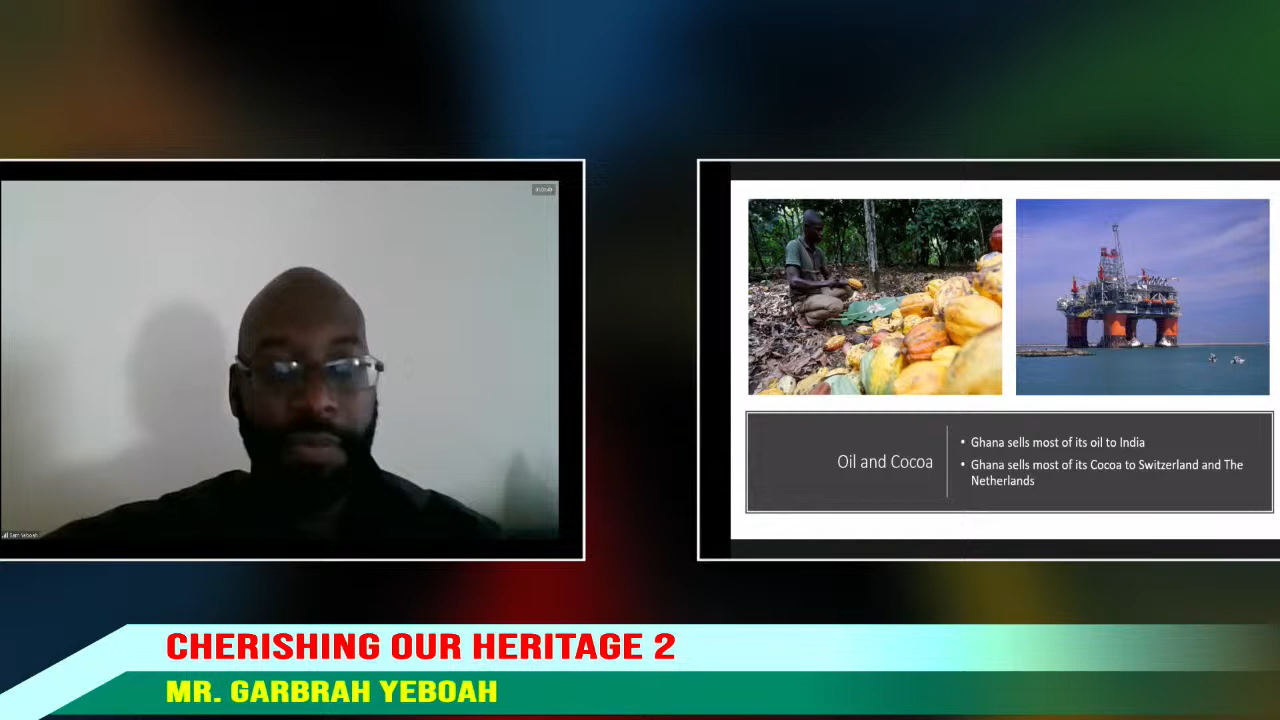 Oil and Cocoa
• Ghana sells most of its oil to India
• Ghana sells most of its Cocoa to Switzerland and The
Netherlands
CHERISHING OUR HERITAGE 2
MR. GARBRAH YEBOAH